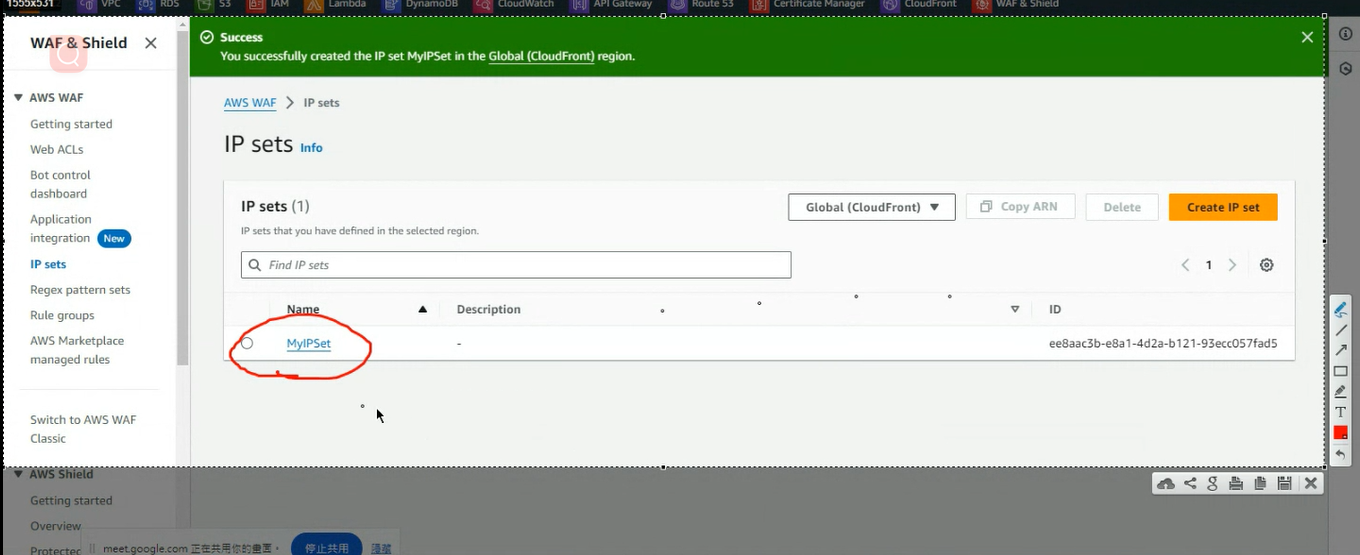 1555x531
VPC RDS S3 IAM Lambda DynamoDB CloudWatch API Gateway Route 53 Certificate Manager CloudFront WAF & Shield
WAF & Shield
Success
You successfully created the IP set MyIPSet in the Global (CloudFront) region.
AWS WAF
Getting started
Web ACLs
Bot control
dashboard
Application
integration New
IP sets
Regex pattern sets
Rule groups
AWS Marketplace
managed rules
Switch to AWS WAF
Classic
AWS Shield
Getting started
Overview
AWS WAF IP sets
IP sets Info
IP sets (1)
Global (CloudFront) Copy ARN Delete Create IP set
IP sets that you have defined in the selected region.
Find IP sets
1
Name Description ID
MyIPSet - ee8aac3b-e8a1-4d2a-b121-93ecc057fad5
T
meet.google.com 正在共用你的畫面。 停止共用 隱藏